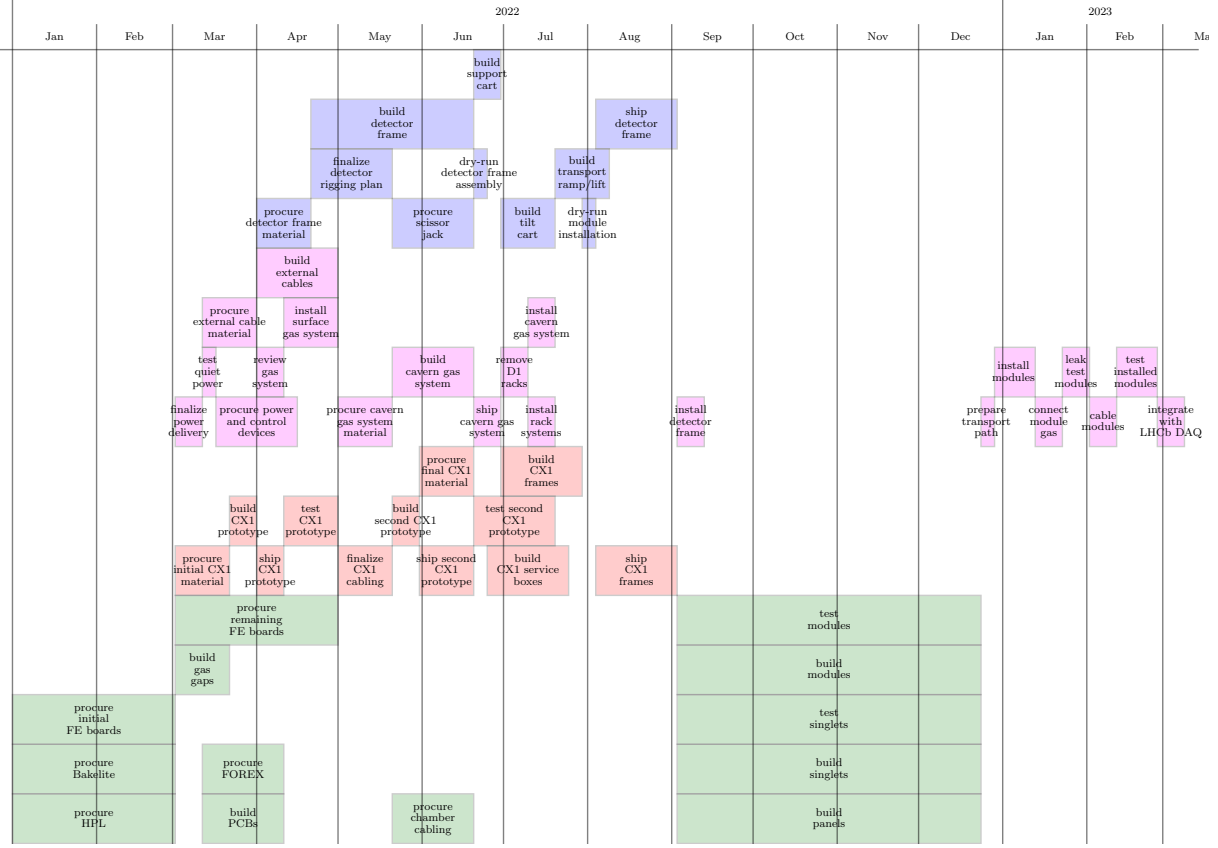 2022
2023
Jan
Feb
Mar
Apr
May
Jun
Jul
Aug
Sep
Oct
Nov
Dec
Jan
Feb
Mar
Ma
build
support
cart
build
detector
frame
ship
detector
frame
finalize
detector
rigging plan
dry-run
detector frame
assembly
build
transport
ramp/lift
procure
detector frame
material
procure
scissor
jack
build
tilt
cart
dry-run
module
installation
build
external
cables
procure
external cable
material
install
surface
gas system
install
cavern
gas system
test
quiet
power
review
gas
system
build
cavern gas
system
remove
D1
racks
install
modules
leak
test
modules
test
installed
modules
finalize
power
delivery
procure power
and control
devices
procure cavern
gas system
material
ship
cavern gas
system
install
rack
systems
install
detector
frame
prepare
transport
path
connect
module
gas
cable
modules
integrate
with
LHCb DAQ
procure
final CX1
material
build
CX1
frames
build
CX1
prototype
test
CX1
prototype
build
second CX1
prototype
test second
CX1
prototype
procure
initial CX1
material
ship
CX1
prototype
finalize
CX1
cabling
ship second
CX1
prototype
build
CX1 service
boxes
ship
CX1
frames
procure
remaining
FE boards
test
modules
build
gas
gaps
build
modules
procure
initial
FE boards
test
singlets
procure
Bakelite
procure
FOREX
build
singlets
procure
HPL
build
PCBs
procure
chamber
cabling
build
panels